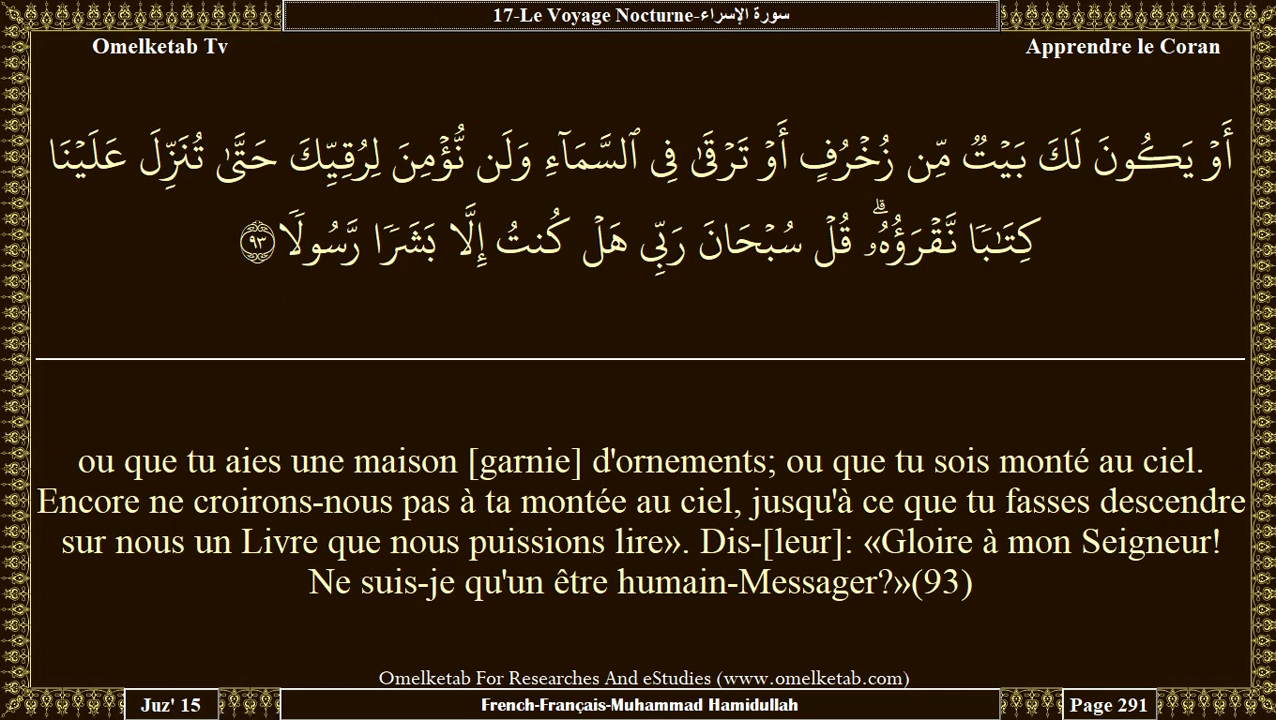 17-Le Voyage Nocturne-سورة الإسراء
Omelketab Tv
Apprendre le Coran
أَوۡ يَكُونَ لَكَ بَيۡتٞ مِّن زُخۡرُفٍ أَوۡ تَرۡقَىٰ فِي ٱلسَّمَآءِ وَلَن نُّؤۡمِنَ لِرُقِيِّكَ حَتَّىٰ تُنَزِّلَ عَلَيۡنَا
كِتَٰبٗا نَّقۡرَؤُهُۥۗ قُلۡ سُبۡحَانَ رَبِّي هَلۡ كُنتُ إِلَّا بَشَرٗا رَّسُولٗا ٩٣
ou que tu aies une maison [garnie] d'ornements; ou que tu sois monté au ciel.
Encore ne croirons-nous pas à ta montée au ciel, jusqu'à ce que tu fasses descendre
sur nous un Livre que nous puissions lire». Dis-[leur]: «Gloire à mon Seigneur!
Ne suis-je qu'un être humain-Messager?»(93)
Omelketab For Researches And eStudies (www.omelketab.com)
Juz' 15
French-Français-Muhammad Hamidullah
Page 291